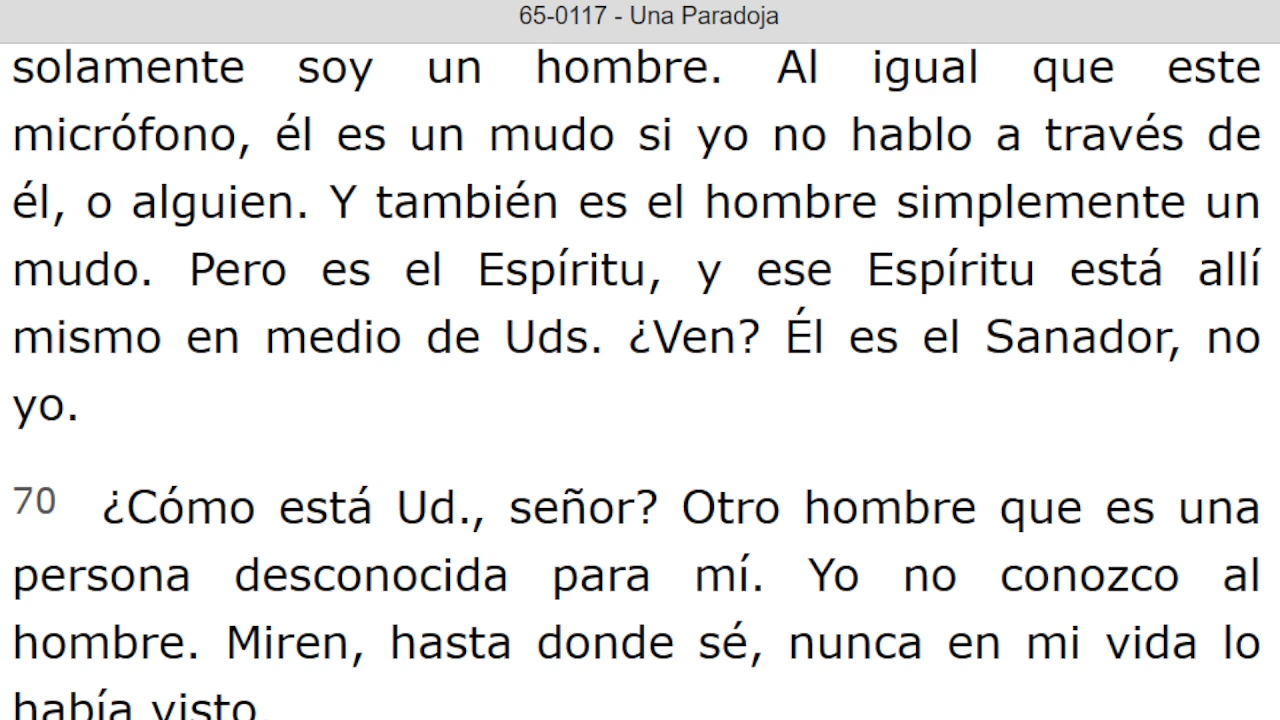 65-0117 - Una Paradoja
solamente soy un hombre. Al igual que este
micrófono, él es un mudo si yo no hablo a través de
él, o alguien. Y también es el hombre simplemente un
mudo. Pero es el Espíritu, y ese Espíritu está allí
mismo en medio de Uds. ¿Ven? Él es el Sanador, no
yo.
70 ¿Cómo está Ud., señor? Otro hombre que es una
persona desconocida para mí. Yo no conozco al
hombre. Miren, hasta donde sé, nunca en mi vida lo
había visto.